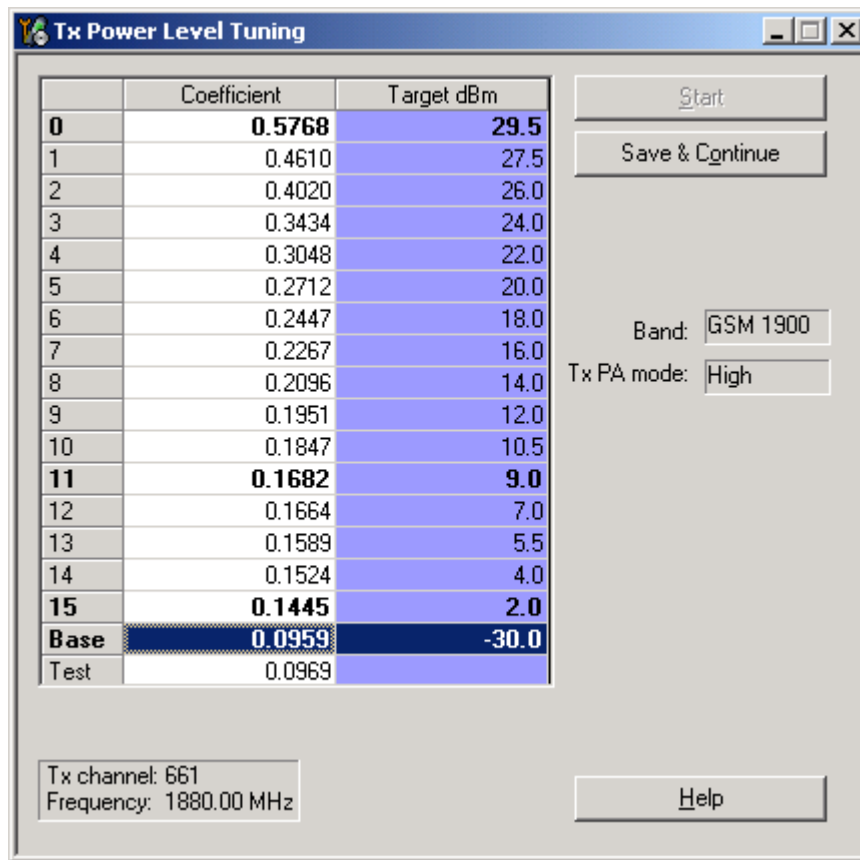 Tx Power Level Tuning
Coefficient Target dBm
0 0.5768 29.5
1 0.4610 27.5
2 0.4020 26.0
3 0.3434 24.0
4 0.3048 22.0
5 0.2712 20.0
6 0.2447 18.0
7 0.2267 16.0
8 0.2096 14.0
9 0.1951 12.0
10 0.1847 10.5
11 0.1682 9.0
12 0.1664 7.0
13 0.1589 5.5
14 0.1524 4.0
15 0.1445 2.0
Base 0.0959 -30.0
Test 0.0969
Start
Save & Continue
Band: GSM 1900
Tx PA mode: High
Tx channel: 661
Frequency: 1880.00 MHz
Help